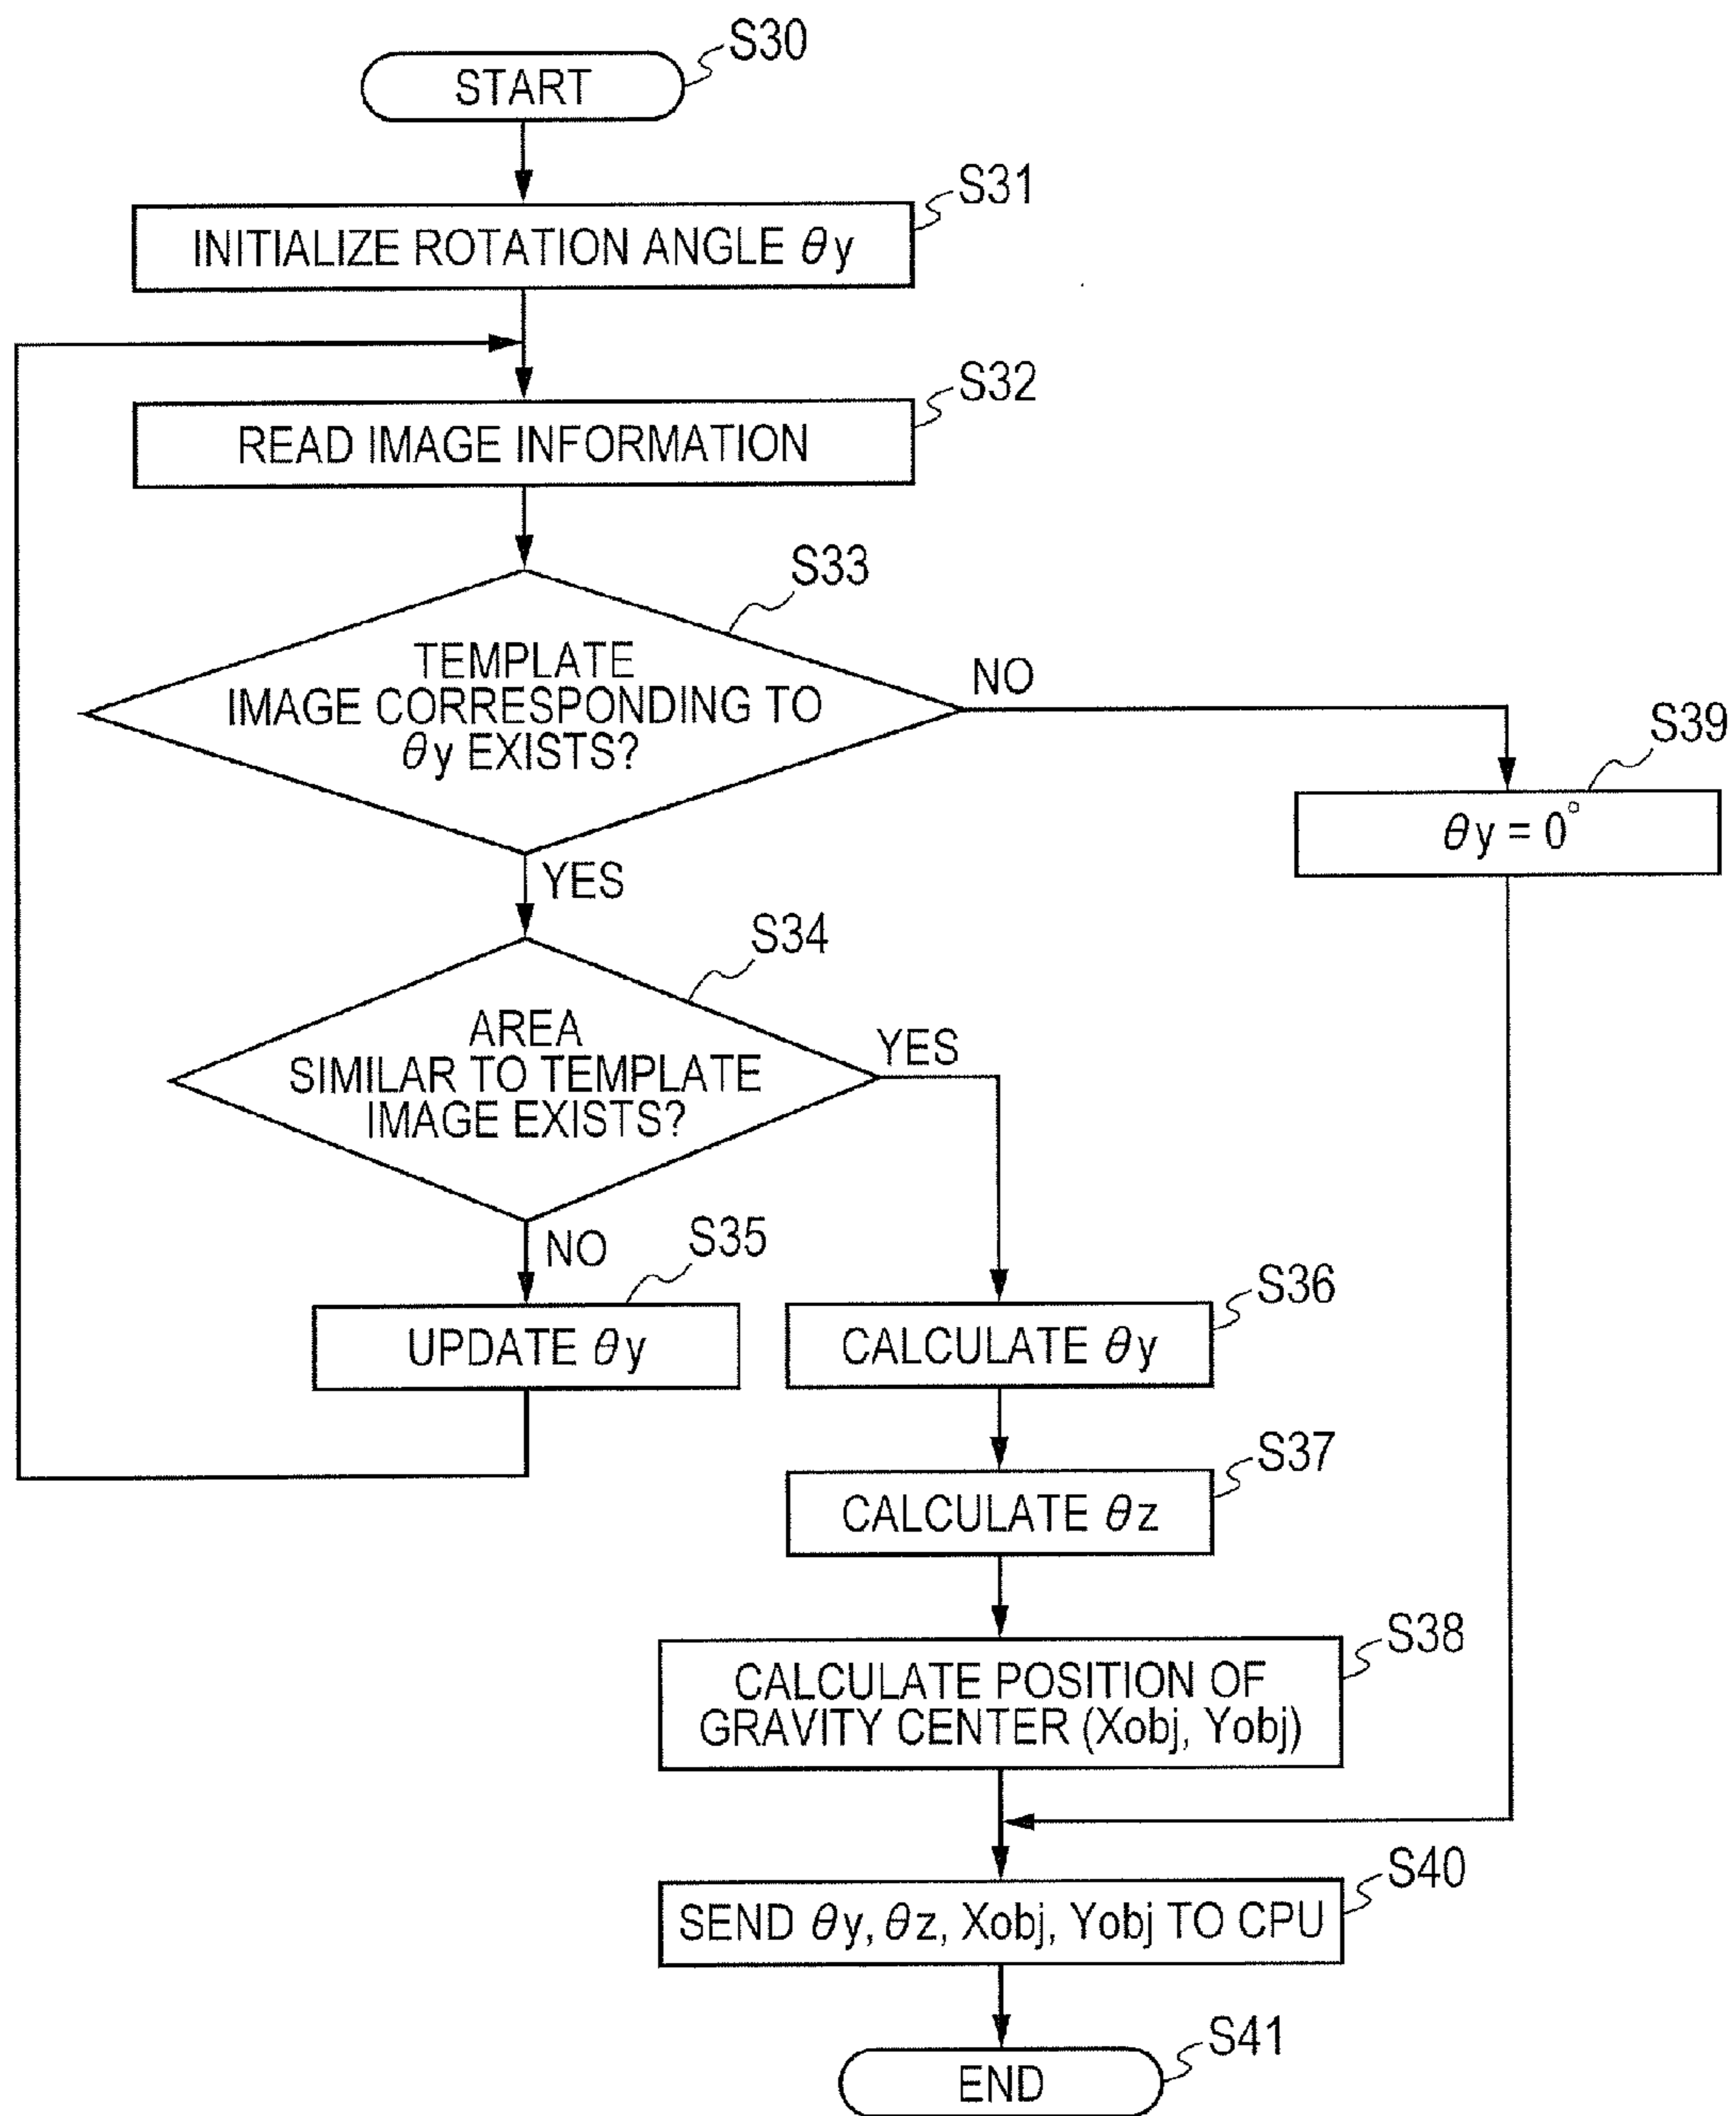 S30
START
S31
INITIALIZE ROTATION ANGLE θy
S32
READ IMAGE INFORMATION
S33
TEMPLATE
IMAGE CORRESPONDING TO
θy EXISTS?
NO
S39
θy = 0°
YES
S34
AREA
SIMILAR TO TEMPLATE
IMAGE EXISTS?
YES
NO
S35
UPDATE θy
S36
CALCULATE θy
S37
CALCULATE θz
S38
CALCULATE POSITION OF
GRAVITY CENTER (Xobj, Yobj)
S40
SEND θy, θz, Xobj, Yobj TO CPU
S41
END